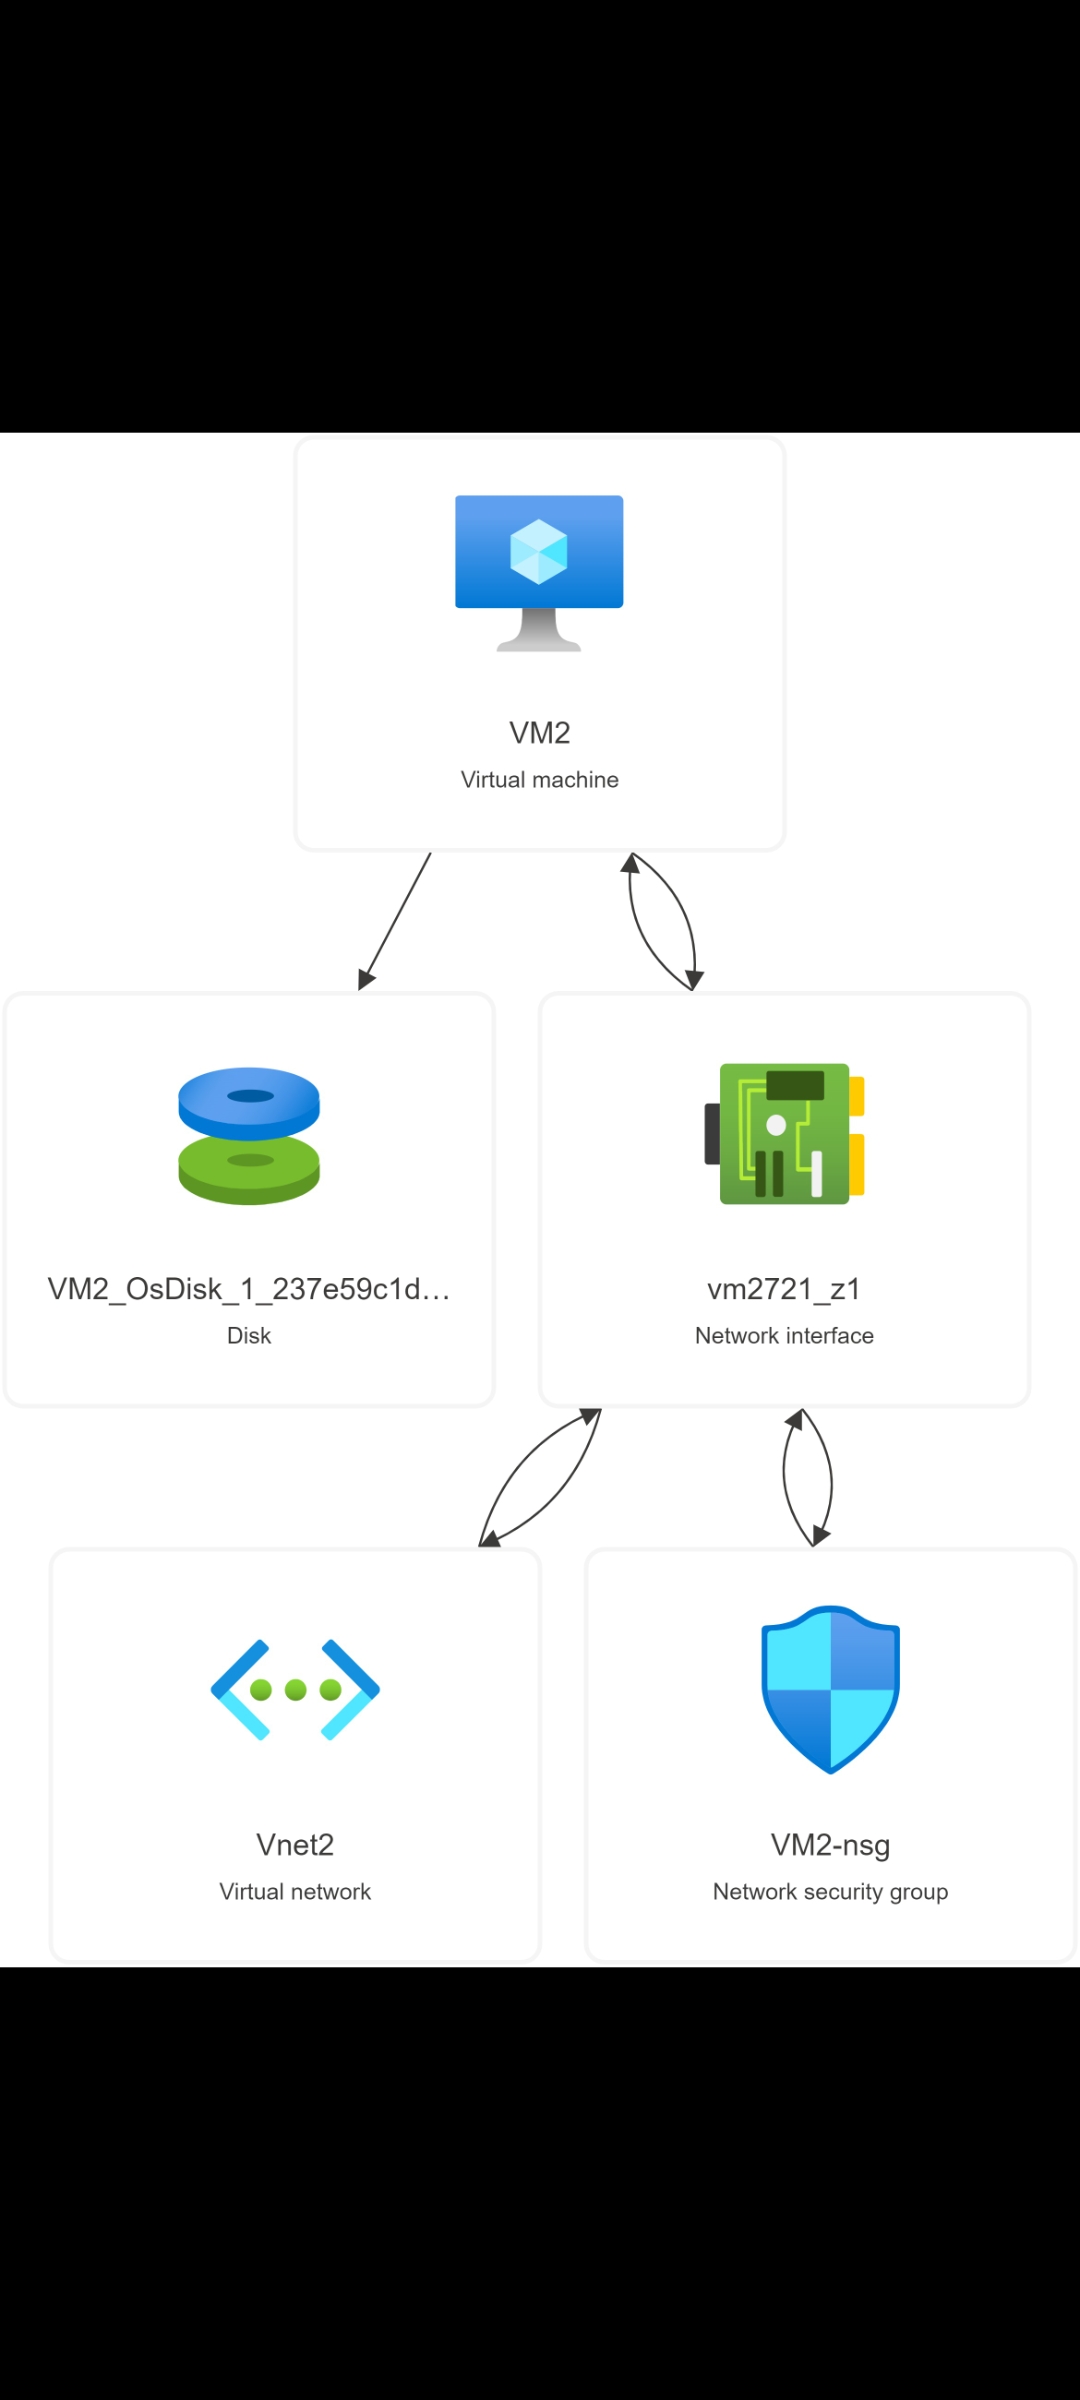 VM2
Virtual machine
VM2_OsDisk_1_237e59c1d...
Disk
vm2721_z1
Network interface
Vnet2
Virtual network
VM2-nsg
Network security group